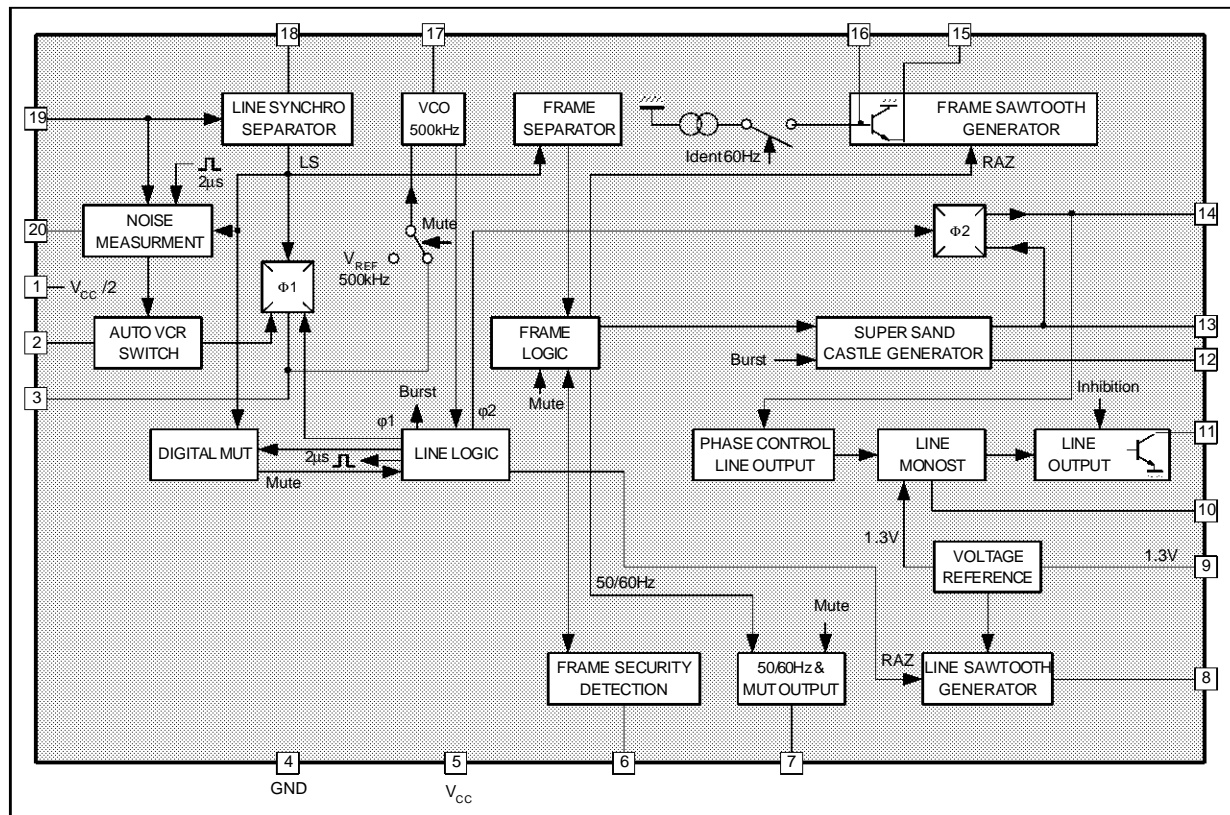 18
17
16
15
19
LINE SYNCHRO
SEPARATOR
VCO
500kHz
FRAME
SEPARATOR
FRAME SAWTOOTH
GENERATOR
Ident 60Hz
LS
RAZ
2µs
20
NOISE
MEASURMENT
Mute
14
Φ2
V_REF
500kHz
Φ1
1
V_CC /2
2
AUTO VCR
SWITCH
FRAME
LOGIC
SUPER SAND
CASTLE GENERATOR
13
12
Burst
3
Burst
Mute
Inhibition
φ1
φ2
DIGITAL MUT
2µs
LINE LOGIC
Mute
PHASE CONTROL
LINE OUTPUT
LINE
MONOST
LINE
OUTPUT
11
10
1.3V
VOLTAGE
REFERENCE
1.3V
9
50/60Hz
Mute
FRAME SECURITY
DETECTION
50/60Hz &
MUT OUTPUT
RAZ
LINE SAWTOOTH
GENERATOR
8
4
5
6
7
GND
V_CC